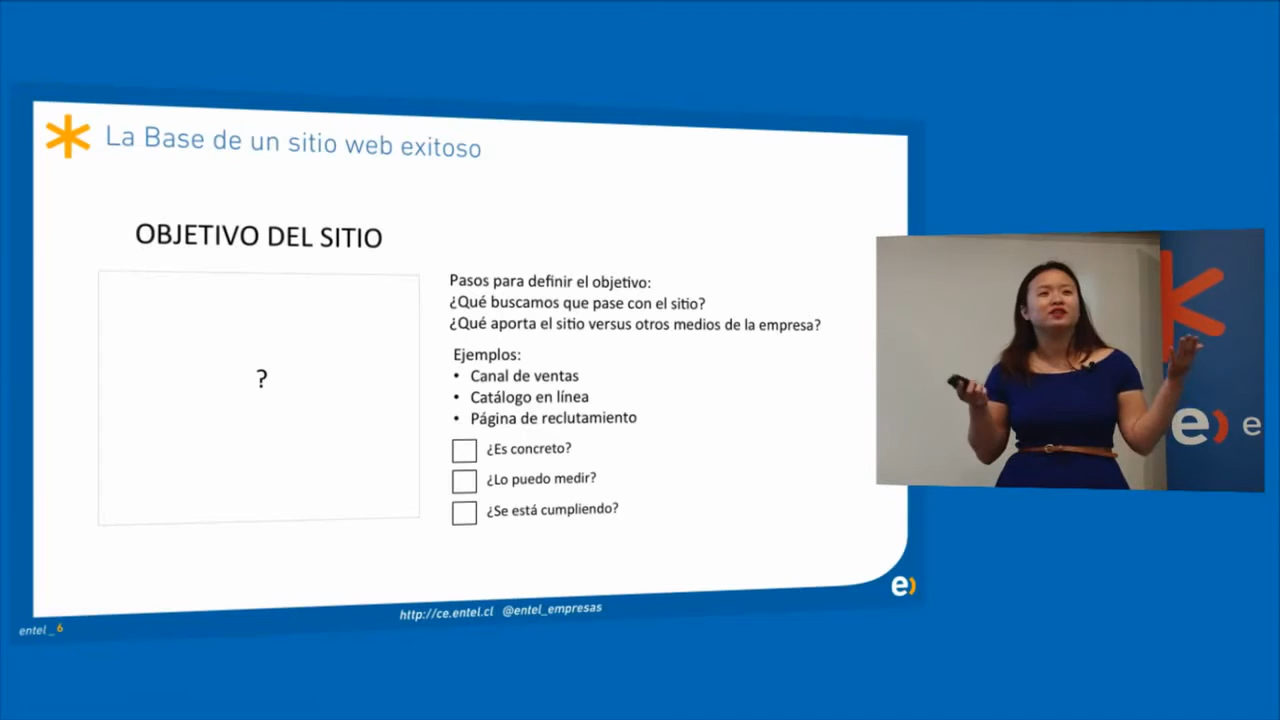 La Base de un sitio web exitoso
OBJETIVO DEL SITIO
?
Pasos para definir el objetivo:
¿Qué buscamos que pase con el sitio?
¿Qué aporta el sitio versus otros medios de la empresa?
Ejemplos:
• Canal de ventas
• Catálogo en línea
• Página de reclutamiento
¿Es concreto?
¿Lo puedo medir?
¿Se está cumpliendo?
e) e
e)
http://ce.entel.cl @entel_empresas
entel _ 6